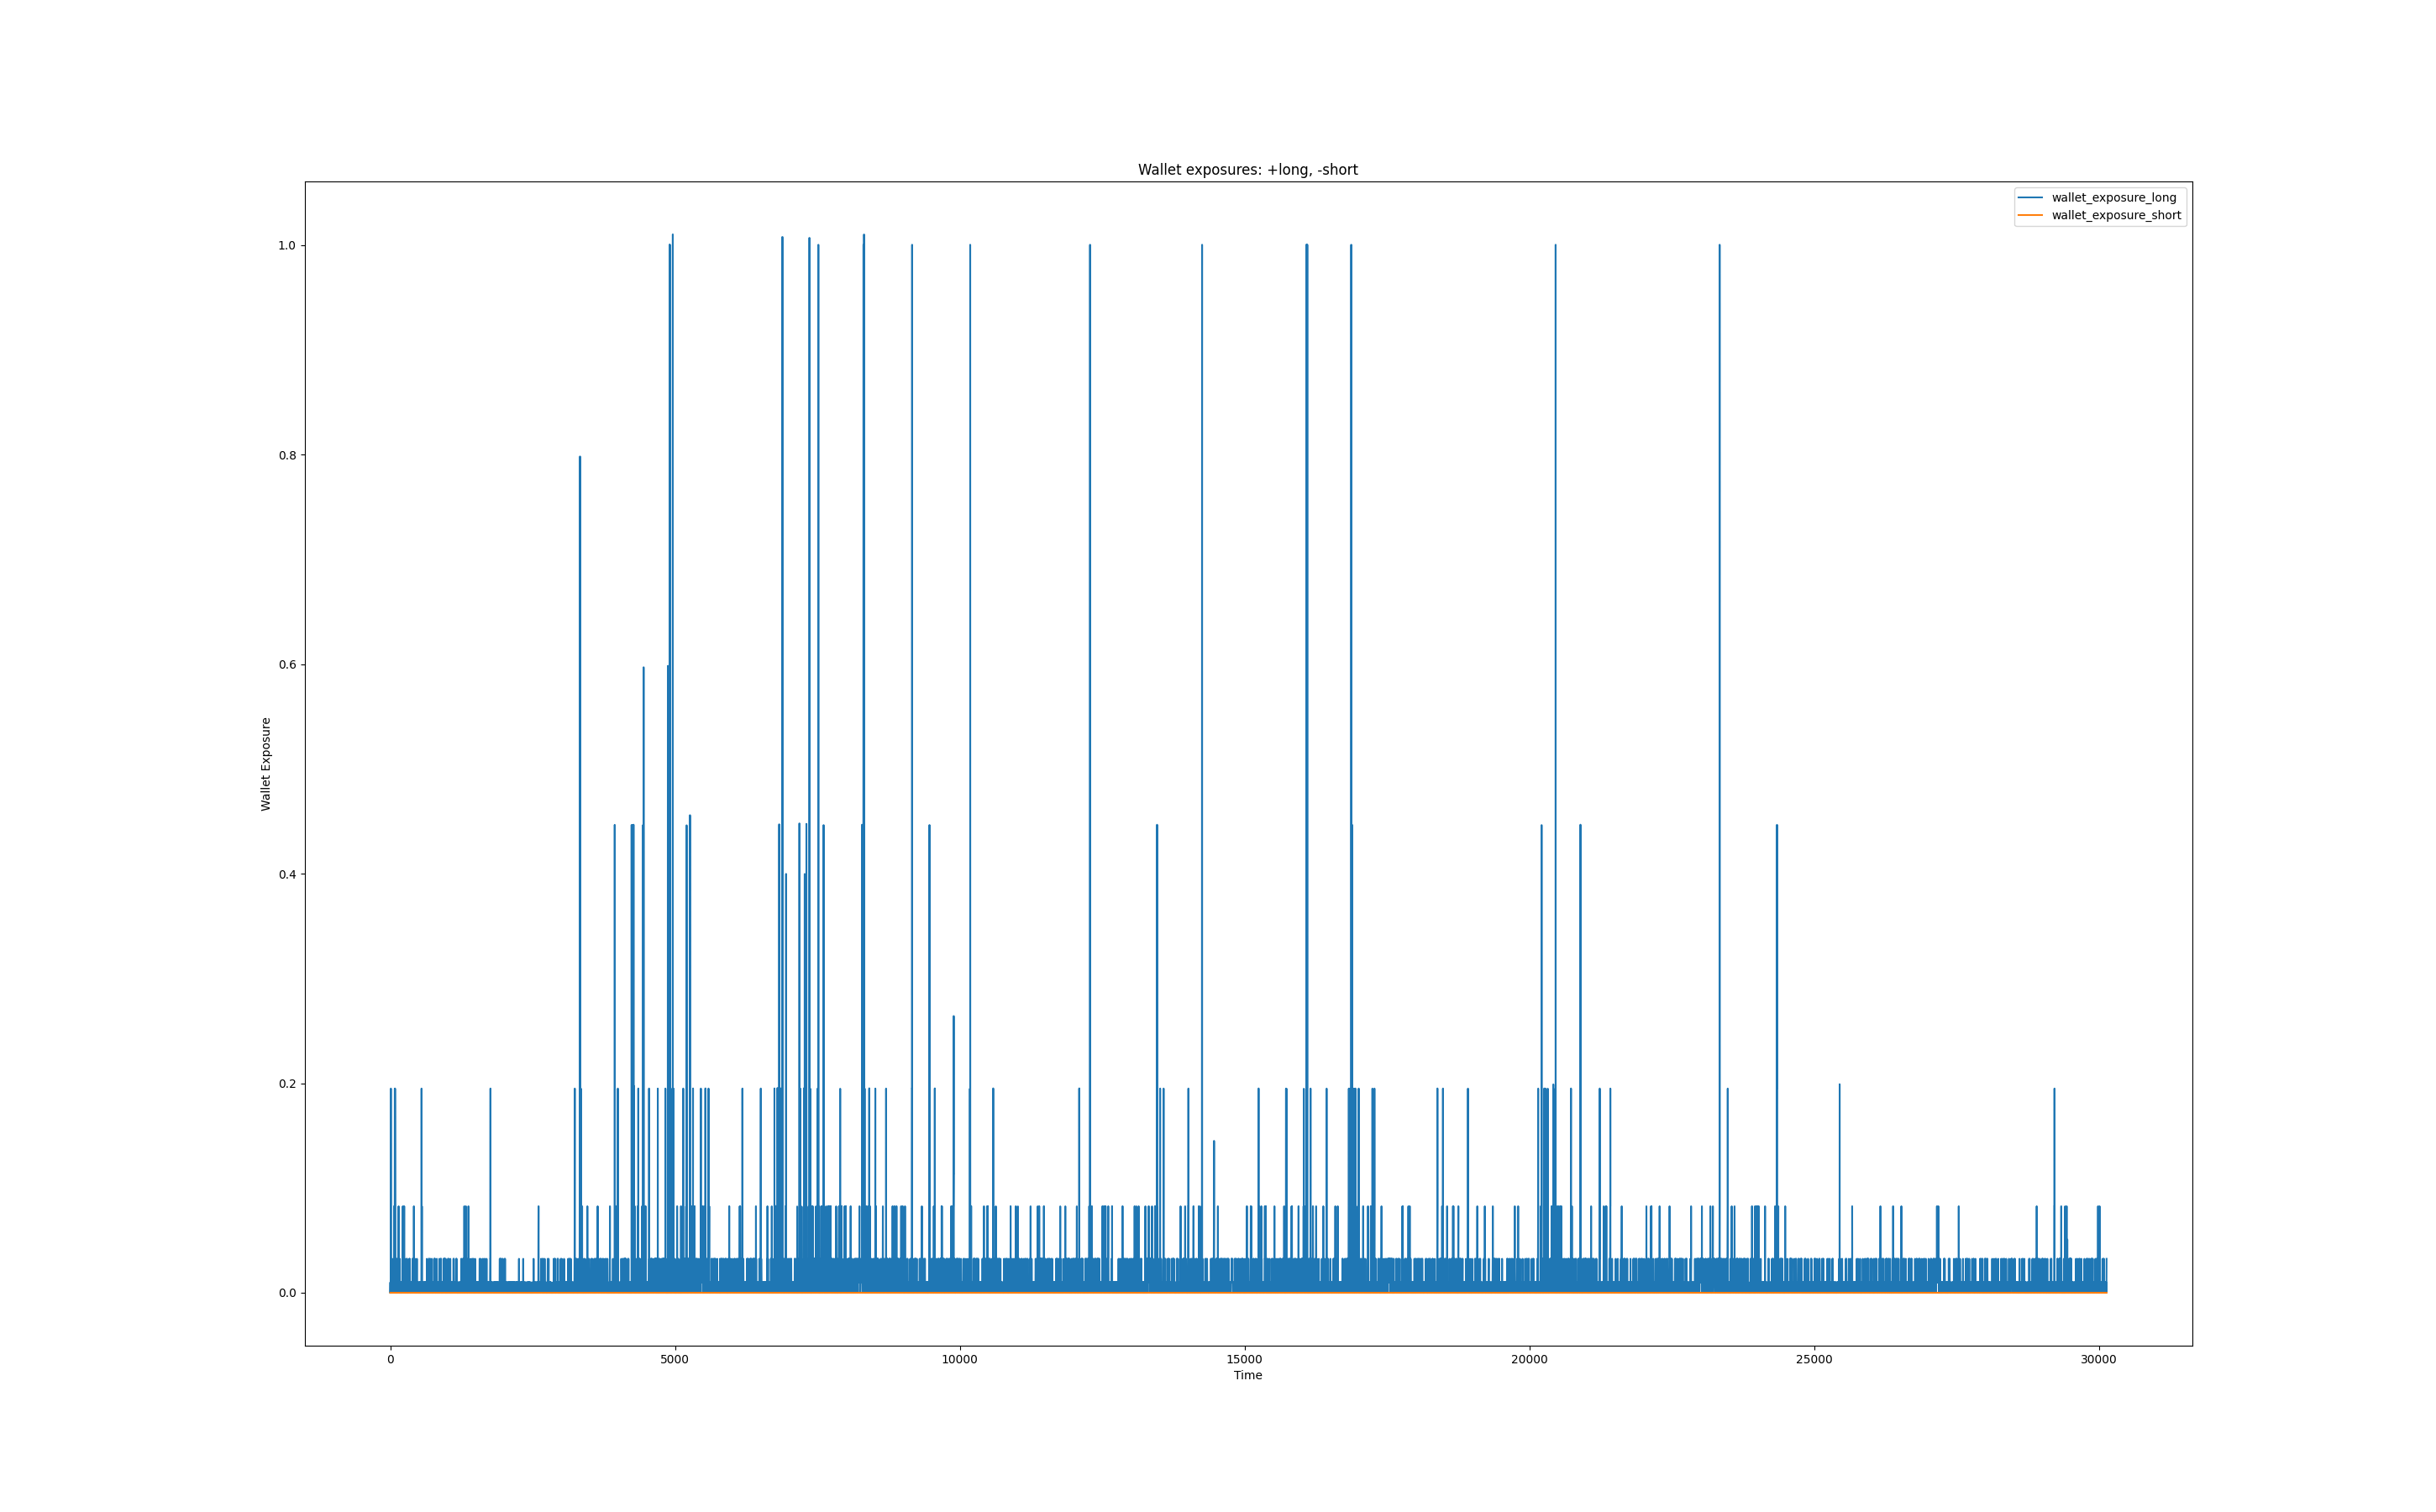 Wallet exposures: +long, -short
wallet_exposure_long
wallet_exposure_short
1.0
0.8
0.6
0.4
0.2
0.0
Wallet Exposure
0 5000 10000 15000 20000 25000 30000
Time